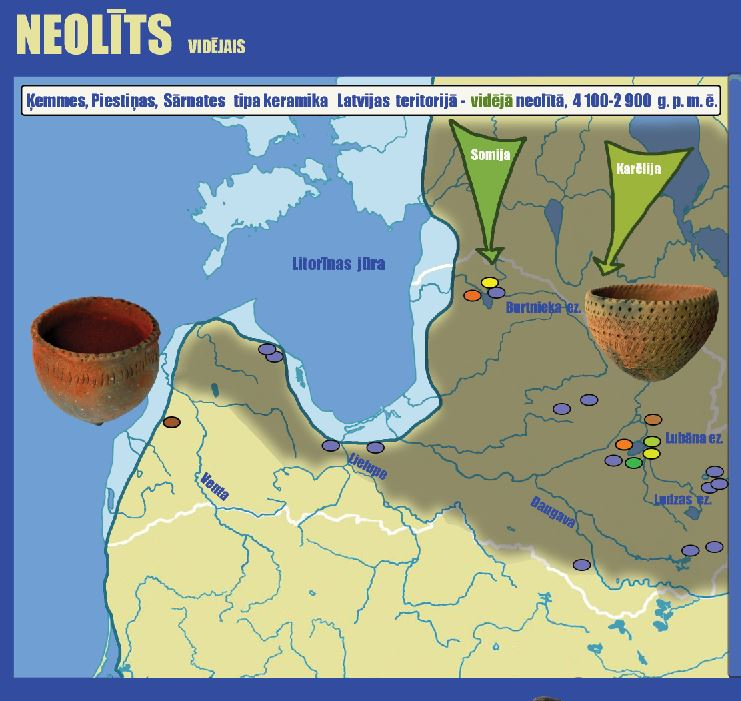 NEOLĪTS VIDĒJAIS
Ķemmes, Piestiņas, Sārnates tipa keramika Latvijas teritorijā - vidējā neolītā, 4 100-2 900 g. p. m. ē.
Somija
Karēlija
Litorīnas jūra
Burtnieka ez.
Lubāna ez.
Lielupe
Venta
Ludzas ez.
Daugava